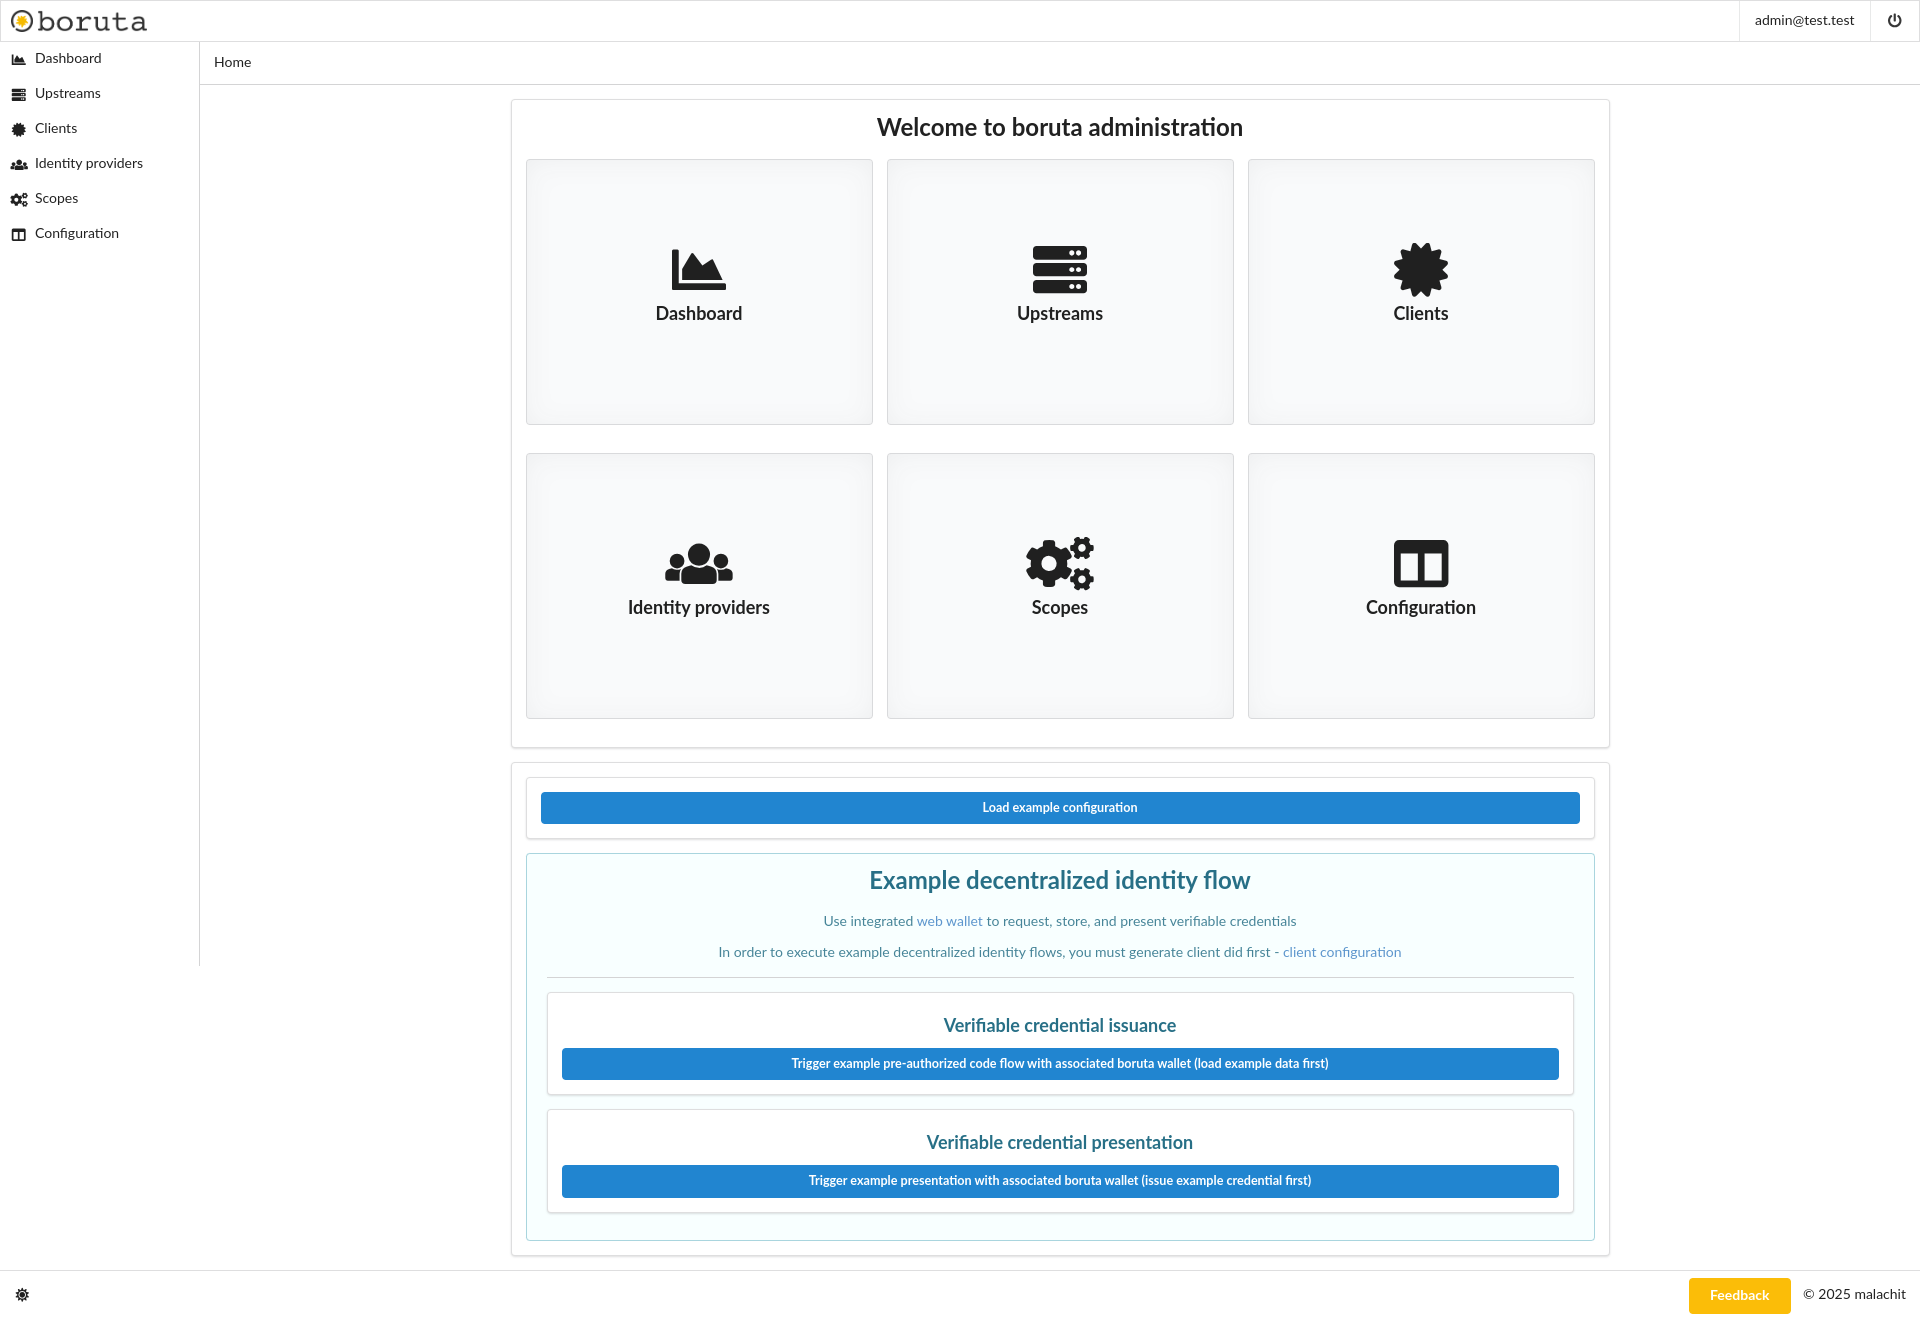 boruta
admin@test.test
Dashboard
Upstreams
Clients
Identity providers
Scopes
Configuration
Home
Welcome to boruta administration
Dashboard
Upstreams
Clients
Identity providers
Scopes
Configuration
Load example configuration
Example decentralized identity flow
Use integrated web wallet to request, store, and present verifiable credentials
In order to execute example decentralized identity flows, you must generate client did first - client configuration
Verifiable credential issuance
Trigger example pre-authorized code flow with associated boruta wallet (load example data first)
Verifiable credential presentation
Trigger example presentation with associated boruta wallet (issue example credential first)
Feedback
© 2025 malachit